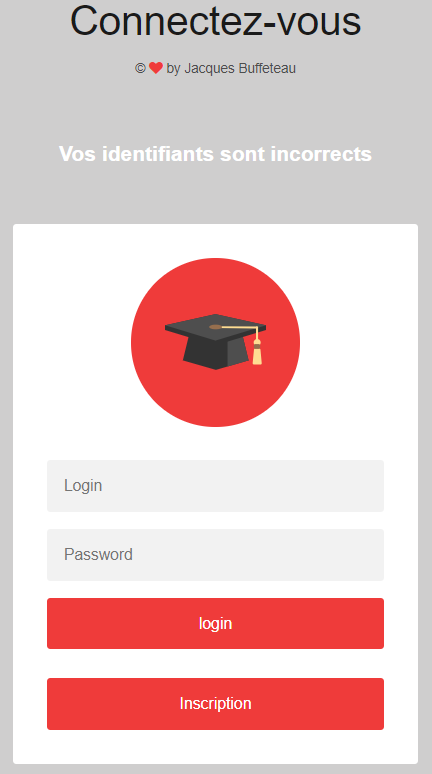 Connectez-vous
© ❤ by Jacques Buffeteau
Vos identifiants sont incorrects
Login
Password
login
Inscription